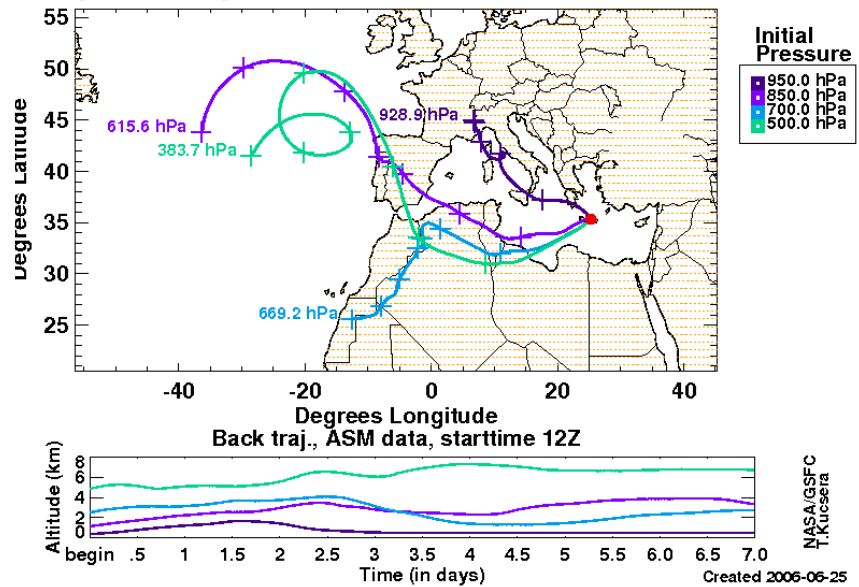 55
50
45
40
35
30
25
Degrees Latitude
928.9 hPa
615.6 hPa
383.7 hPa
669.2 hPa
Initial
Pressure
950.0 hPa
850.0 hPa
700.0 hPa
500.0 hPa
-40 -20 0 20 40
Degrees Longitude
Back traj., ASM data, starttime 12Z
Altitude (km)
8
6
4
2
0
begin .5 1 1.5 2 2.5 3 3.5 4 4.5 5 5.5 6.0 6.5 7.0
Time (in days)
NASA/GSFC
T.Kucsera
Created 2006-06-25